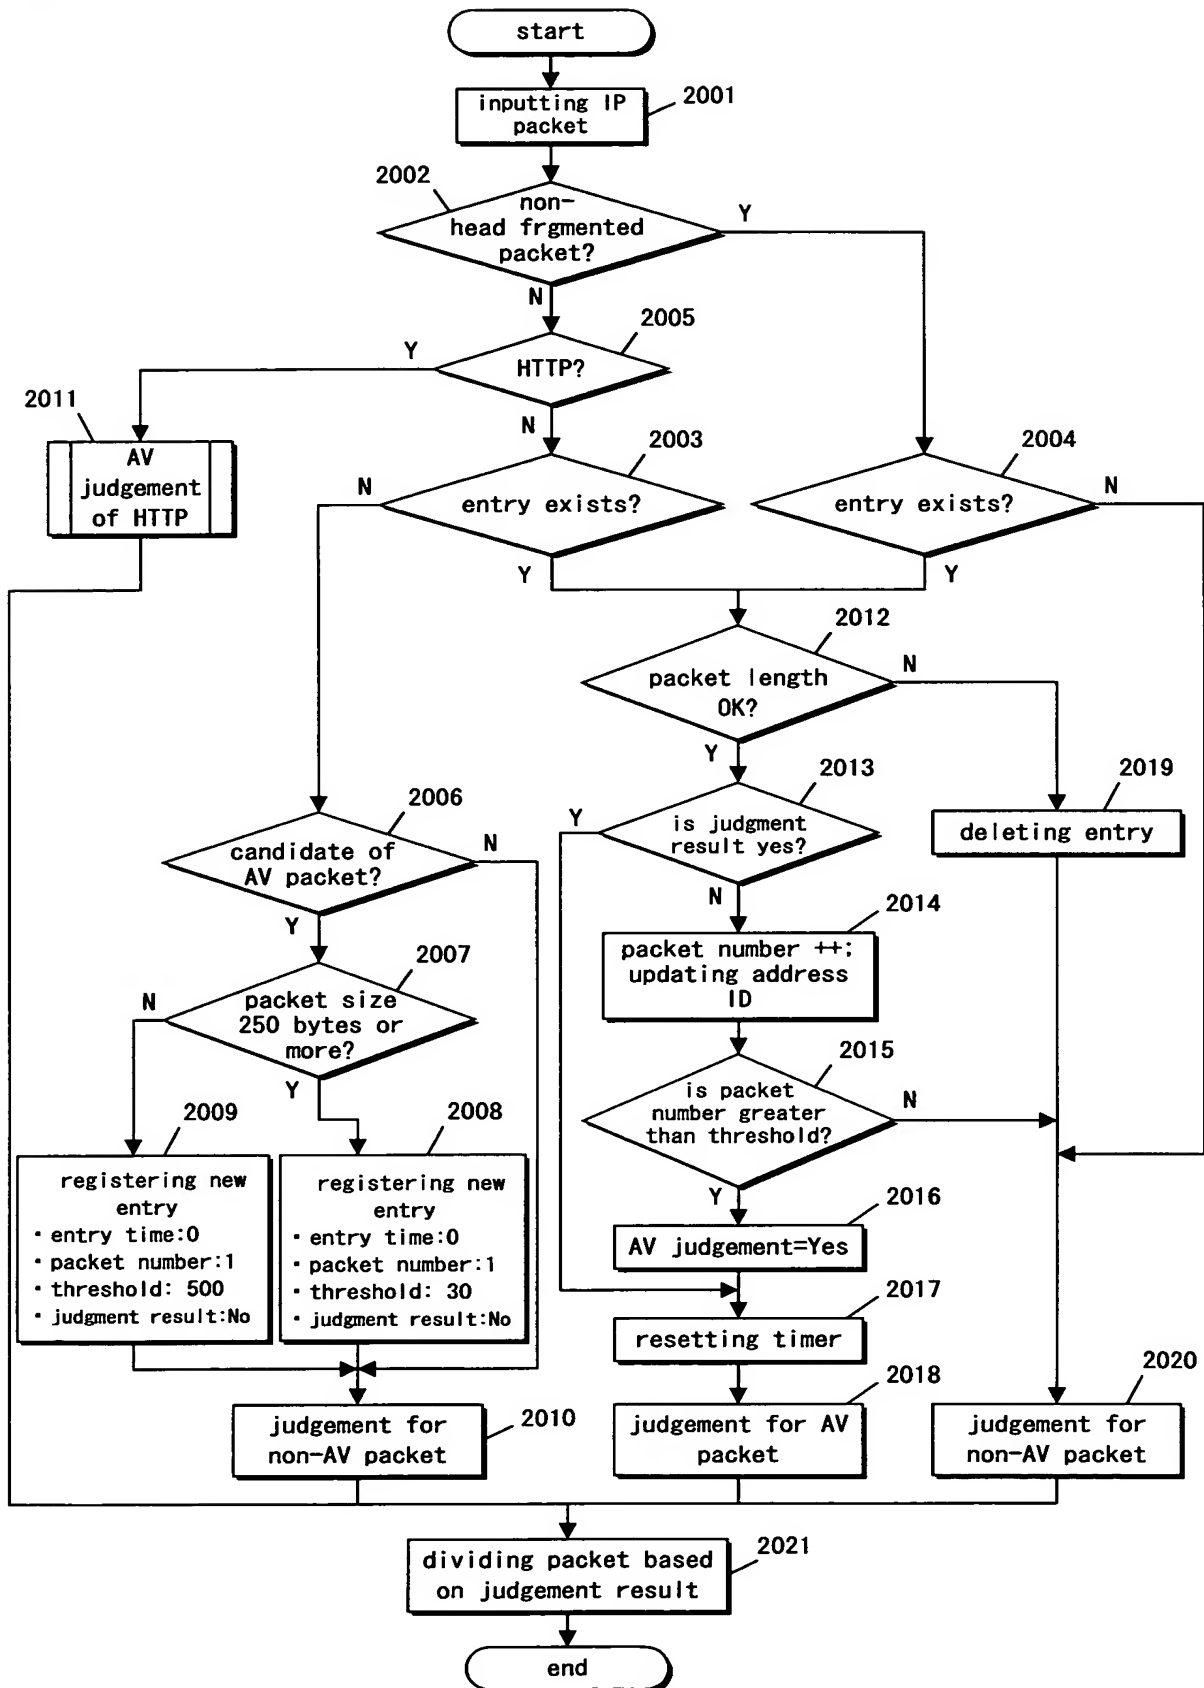 start
inputting IP
packet
2001
2002
non-
head frgmented
packet?
Y
N
2005
HTTP?
Y
N
2011
AV
judgement
of HTTP
2003
entry exists?
N
Y
2004
entry exists?
N
Y
2012
packet length
OK?
N
Y
2013
is judgment
result yes?
Y
N
2019
deleting entry
2006
candidate of
AV packet?
N
Y
2014
packet number ++;
updating address
ID
2007
packet size
250 bytes or
more?
N
Y
2015
is packet
number greater
than threshold?
N
Y
2009
registering new
entry
・entry time:0
・packet number:1
・threshold: 500
・judgment result:No
2008
registering new
entry
・entry time:0
・packet number:1
・threshold: 30
・judgment result:No
2016
AV judgement=Yes
2017
resetting timer
2010
judgement for
non-AV packet
2018
judgement for AV
packet
2020
judgement for
non-AV packet
2021
dividing packet based
on judgement result
end